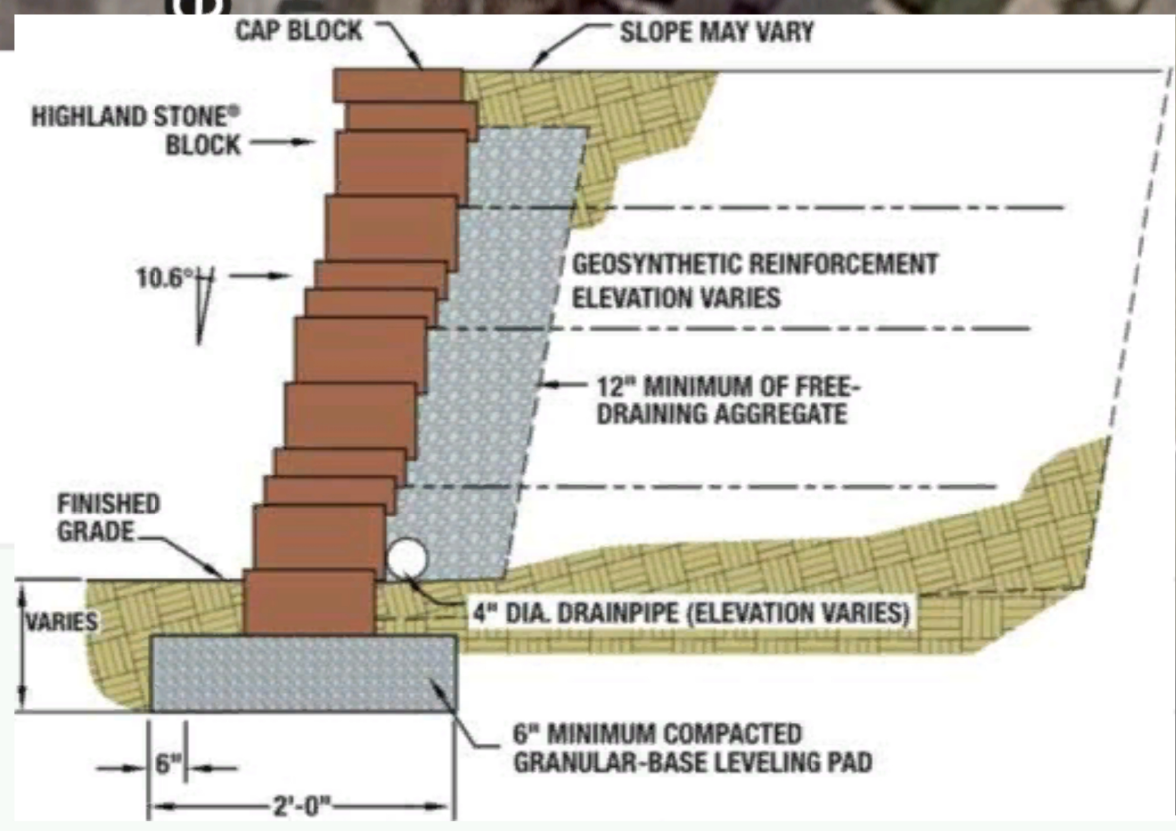 CAP BLOCK
SLOPE MAY VARY
HIGHLAND STONE®
BLOCK
10.6°
GEOSYNTHETIC REINFORCEMENT
ELEVATION VARIES
12" MINIMUM OF FREE-
DRAINING AGGREGATE
FINISHED
GRADE
VARIES
4" DIA. DRAINPIPE (ELEVATION VARIES)
6" MINIMUM COMPACTED
GRANULAR-BASE LEVELING PAD
6"
2'-0"